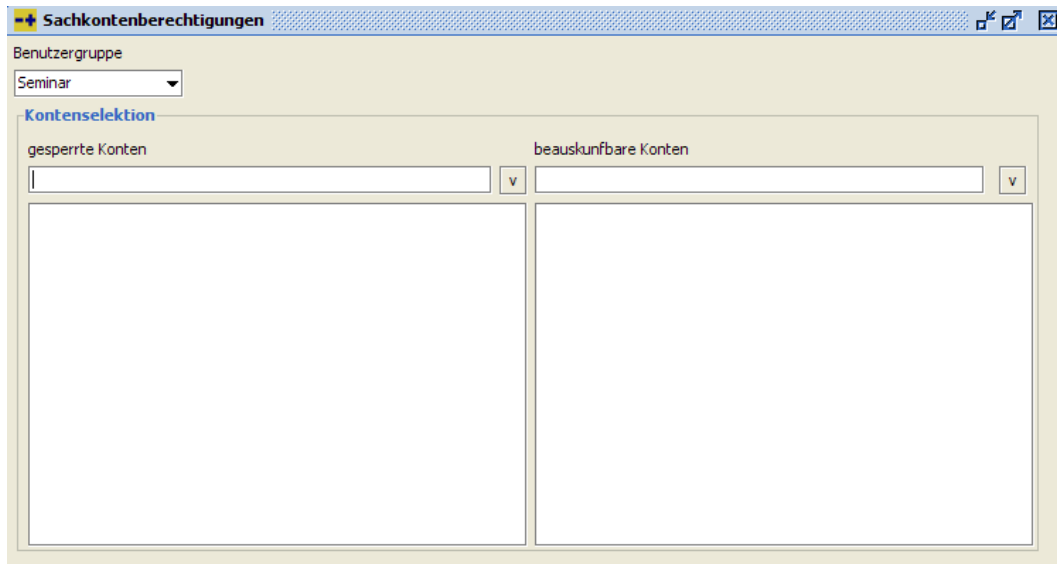 Sachkontenberechtigungen
Benutzergruppe
Seminar
Kontenselektion
gesperrte Konten beauskunfbare Konten
v v